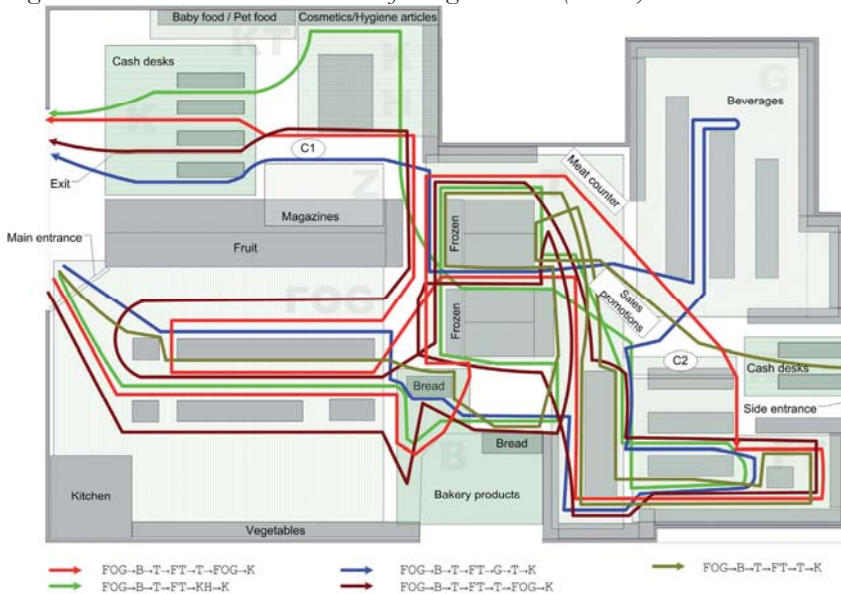 Baby food / Pet food
Cosmetics/Hygiene articles
KT
Cash desks
K
H
G
Beverages
K
C1
Meat counter
Exit
Z
Magazines
Main entrance
Fruit
Frozen
FOG
Sales
promotions
Frozen
C2
Cash desks
Bread
Side entrance
B
Bread
Kitchen
Bakery products
Vegetables
FOG→B→T→FT→T→FOG→K
FOG→B→T→FT→G→T→K
FOG→B→T→FT→T→K
FOG→B→T→FT→KH→K
FOG→B→T→FT→T→FOG→K